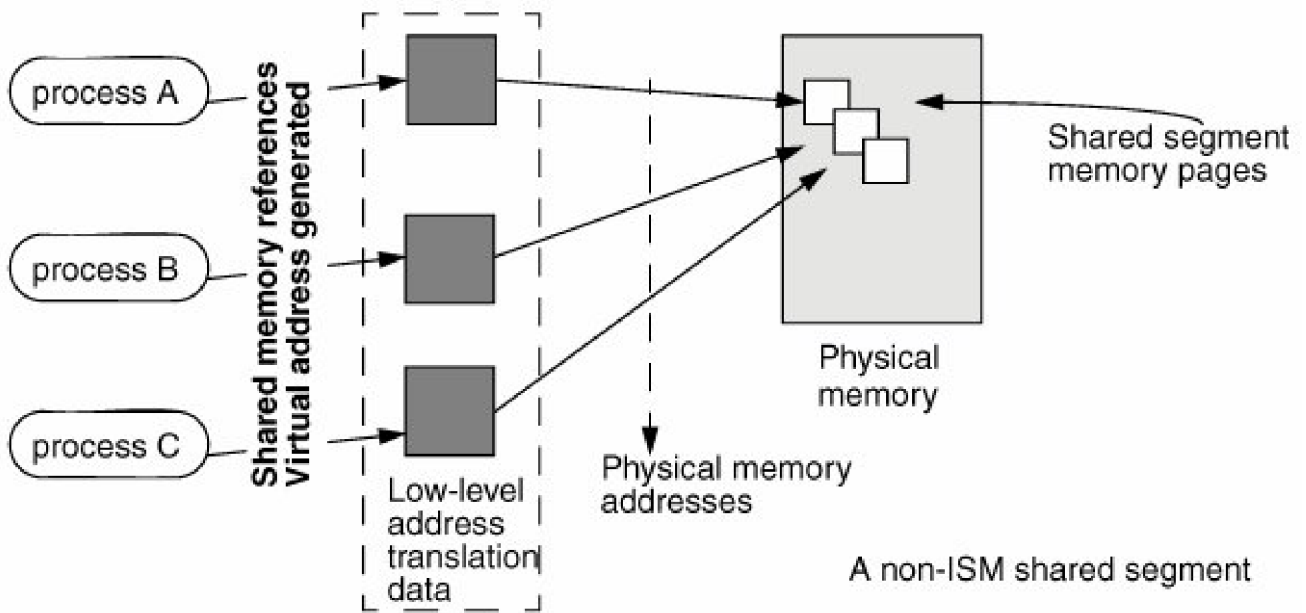 process A
process B
process C
Shared memory references
Virtual address generated
Low-level
address
translation
data
Physical memory
addresses
Physical
memory
Shared segment
memory pages
A non-ISM shared segment